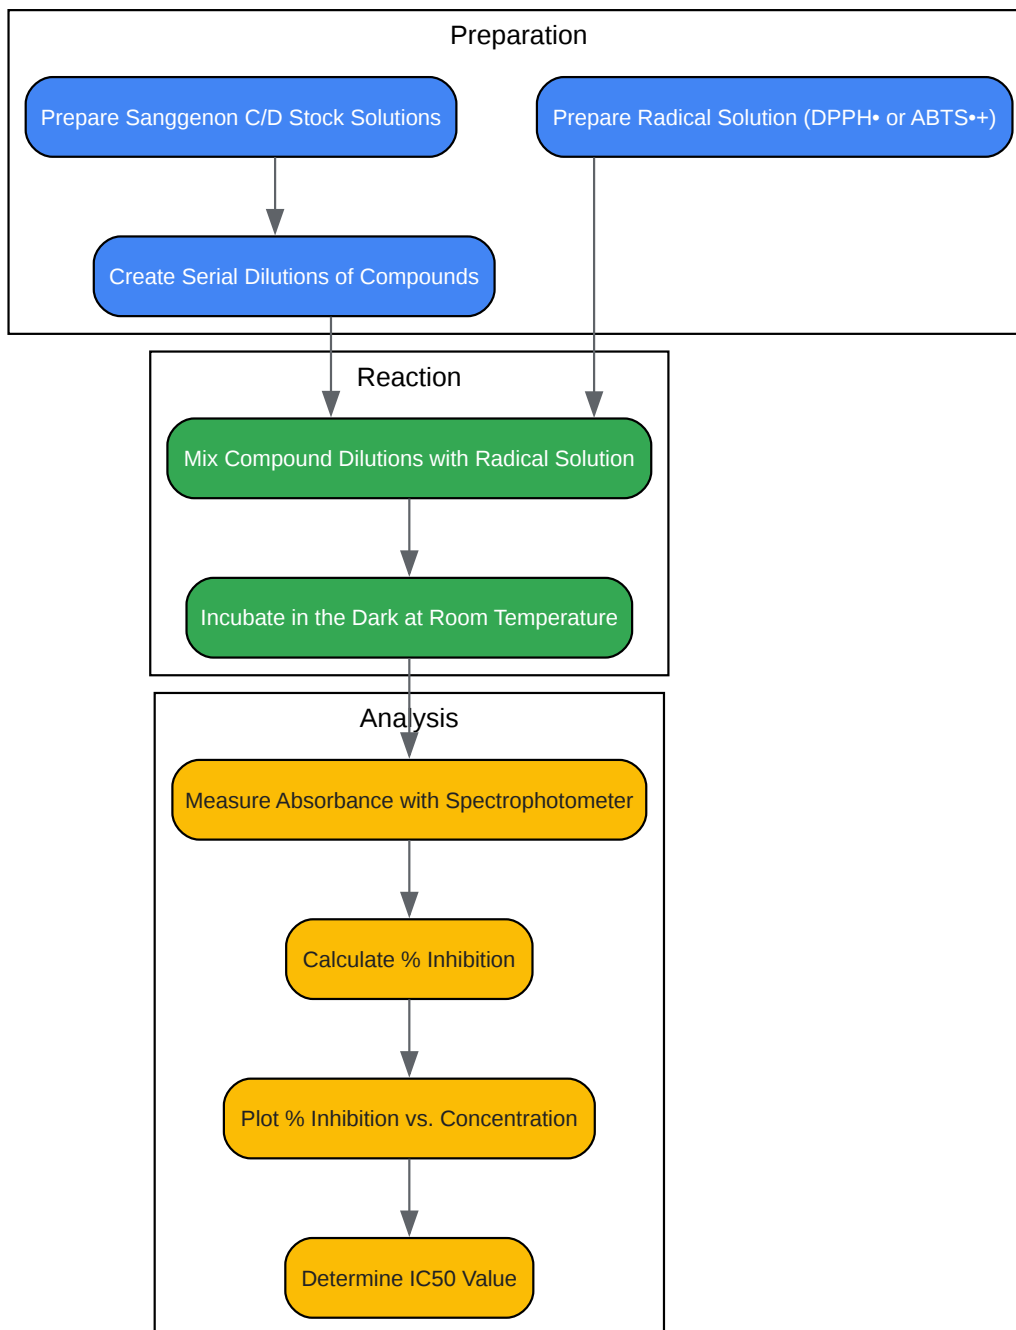 Preparation
Prepare Sanggenon C/D Stock Solutions
Prepare Radical Solution (DPPH• or ABTS•+)
Create Serial Dilutions of Compounds
Reaction
Mix Compound Dilutions with Radical Solution
Incubate in the Dark at Room Temperature
Analysis
Measure Absorbance with Spectrophotometer
Calculate % Inhibition
Plot % Inhibition vs. Concentration
Determine IC50 Value